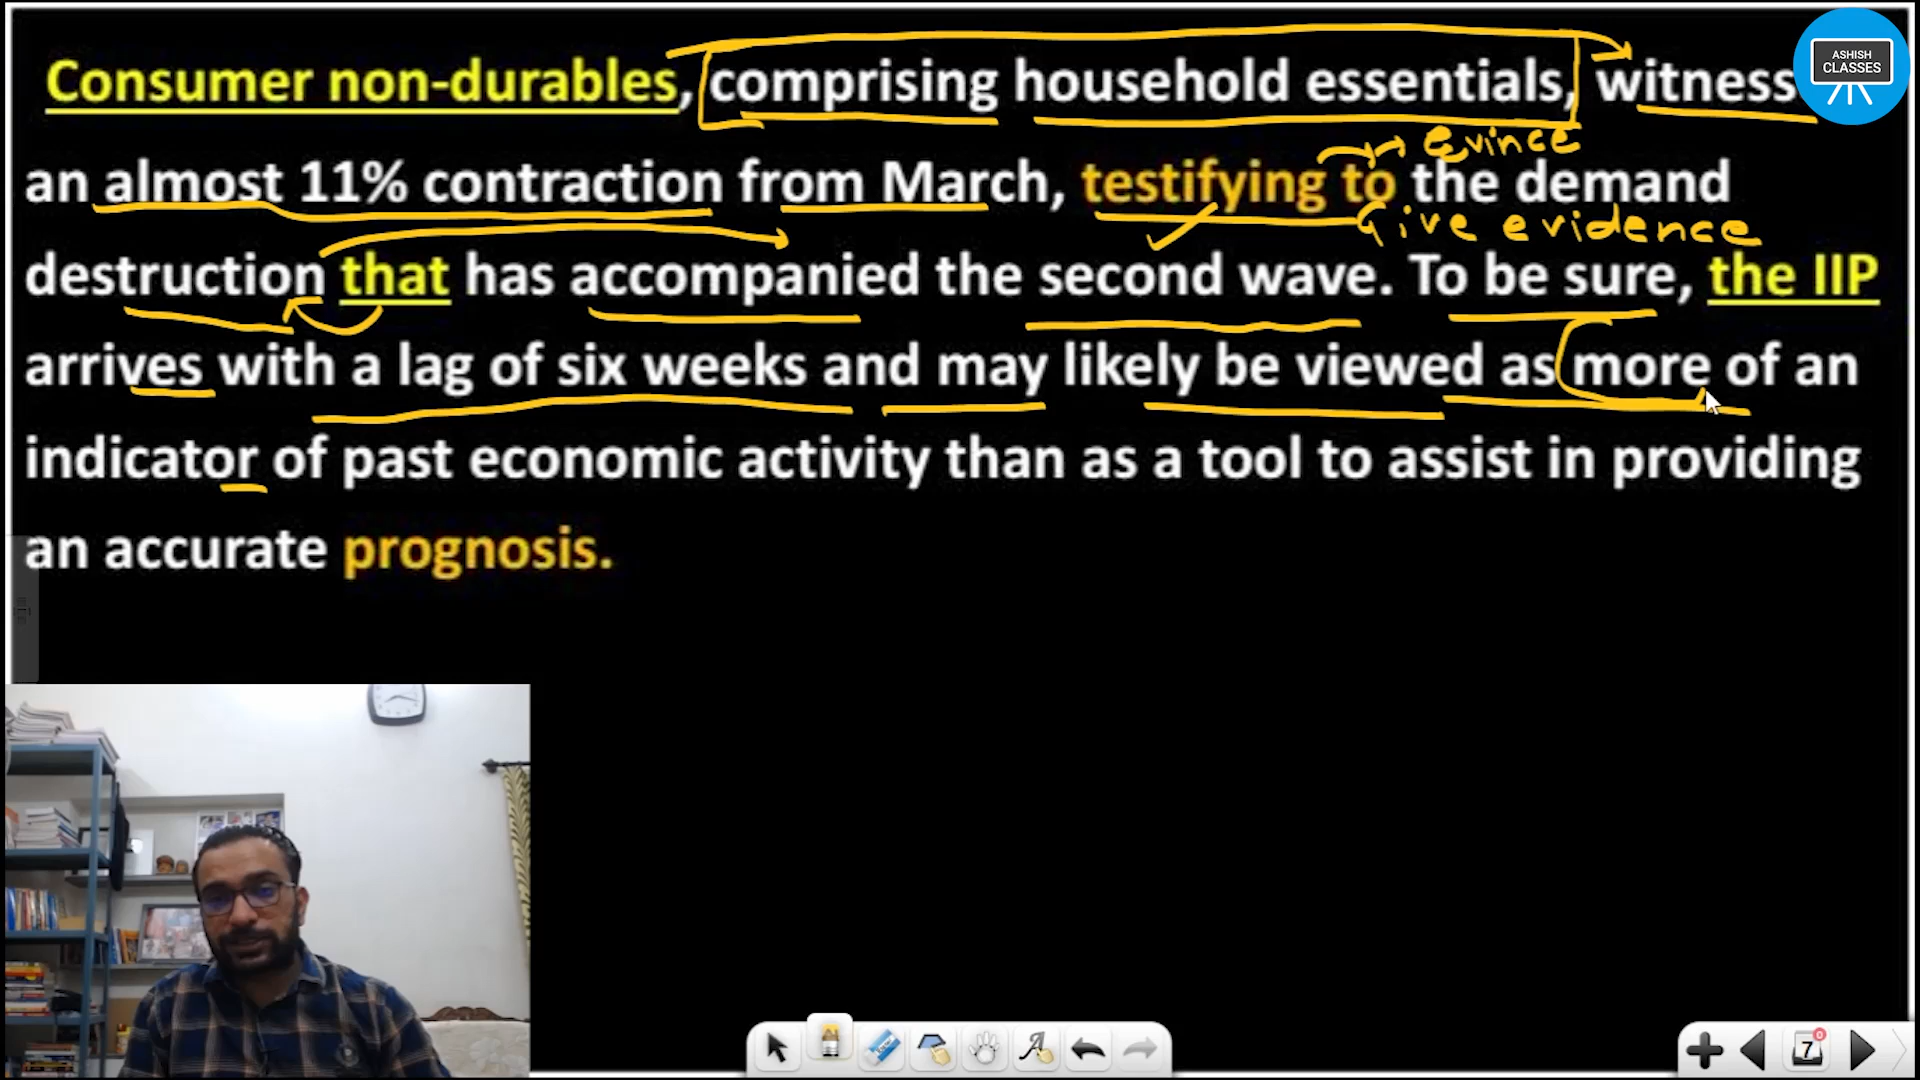 Consumer non-durables, comprising household essentials, witness
ASHISH
CLASSES
evince
an almost 11% contraction from March, testifying to the demand
Give evidence
destruction that has accompanied the second wave. To be sure, the IIP
arrives with a lag of six weeks and may likely be viewed as more of an
indicator of past economic activity than as a tool to assist in providing
an accurate prognosis.
7